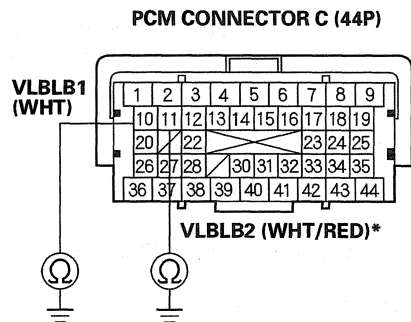 PCM CONNECTOR C (44P)
VLBLB1
(WHT)
1 2 3 4 5 6 7 8 9
10 11 12 13 14 15 16 17 18 19
20 22 23 24 25
26 27 28 30 31 32 33 34 35
36 37 38 39 40 41 42 43 44
VLBLB2 (WHT/RED)*
Ω Ω